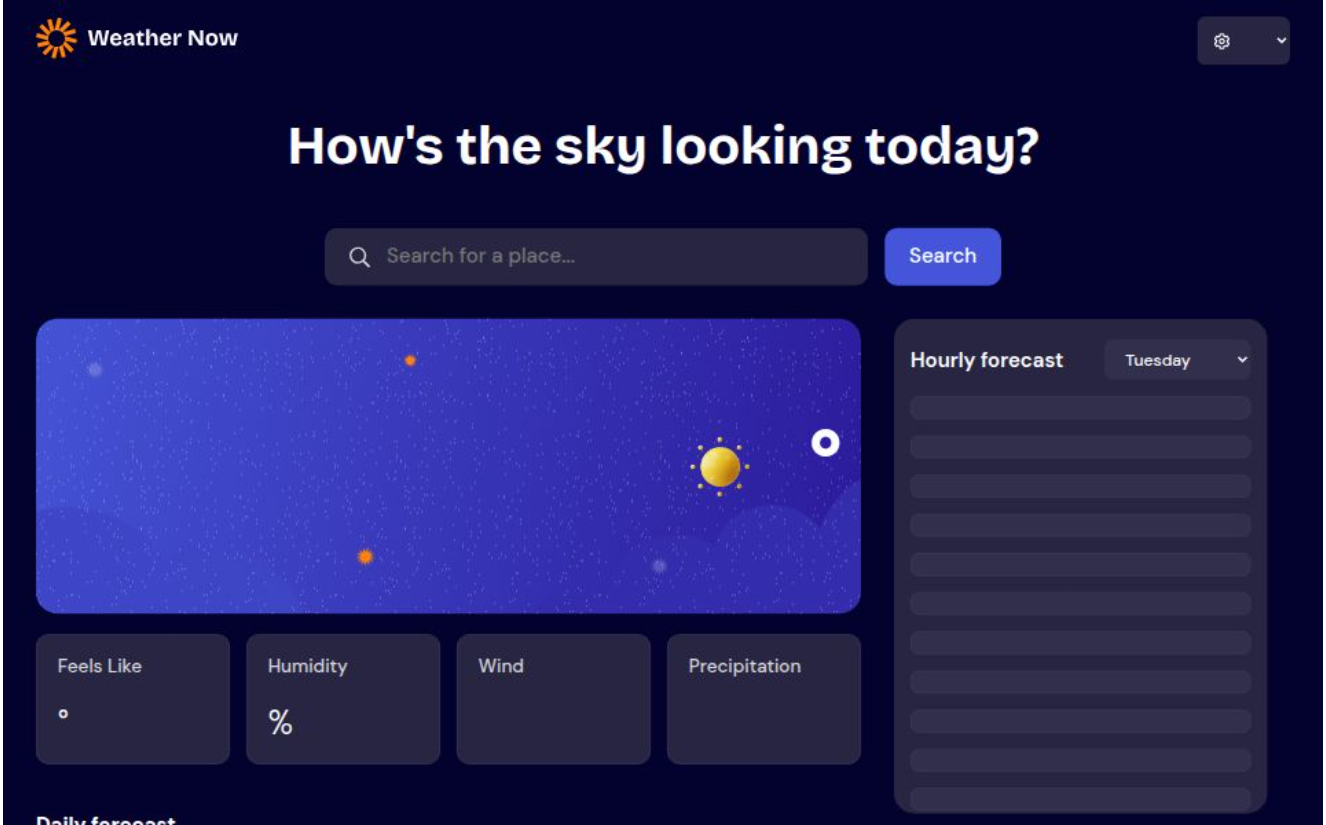 Weather Now
How's the sky looking today?
Search for a place...
Search
Hourly forecast
Tuesday
°
Feels Like
°
Humidity
%
Wind
Precipitation
Daily forecast